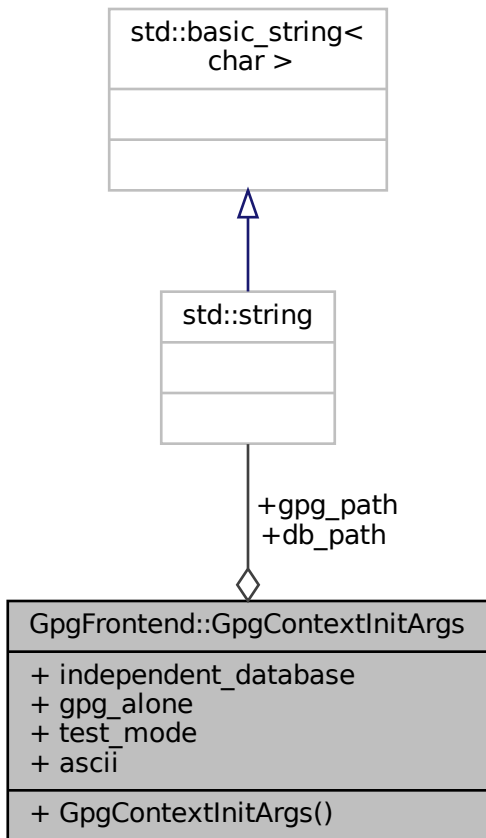 std::basic_string<
char >
std::string
+gpg_path
+db_path
GpgFrontend::GpgContextInitArgs
+ independent_database
+ gpg_alone
+ test_mode
+ ascii
+ GpgContextInitArgs()